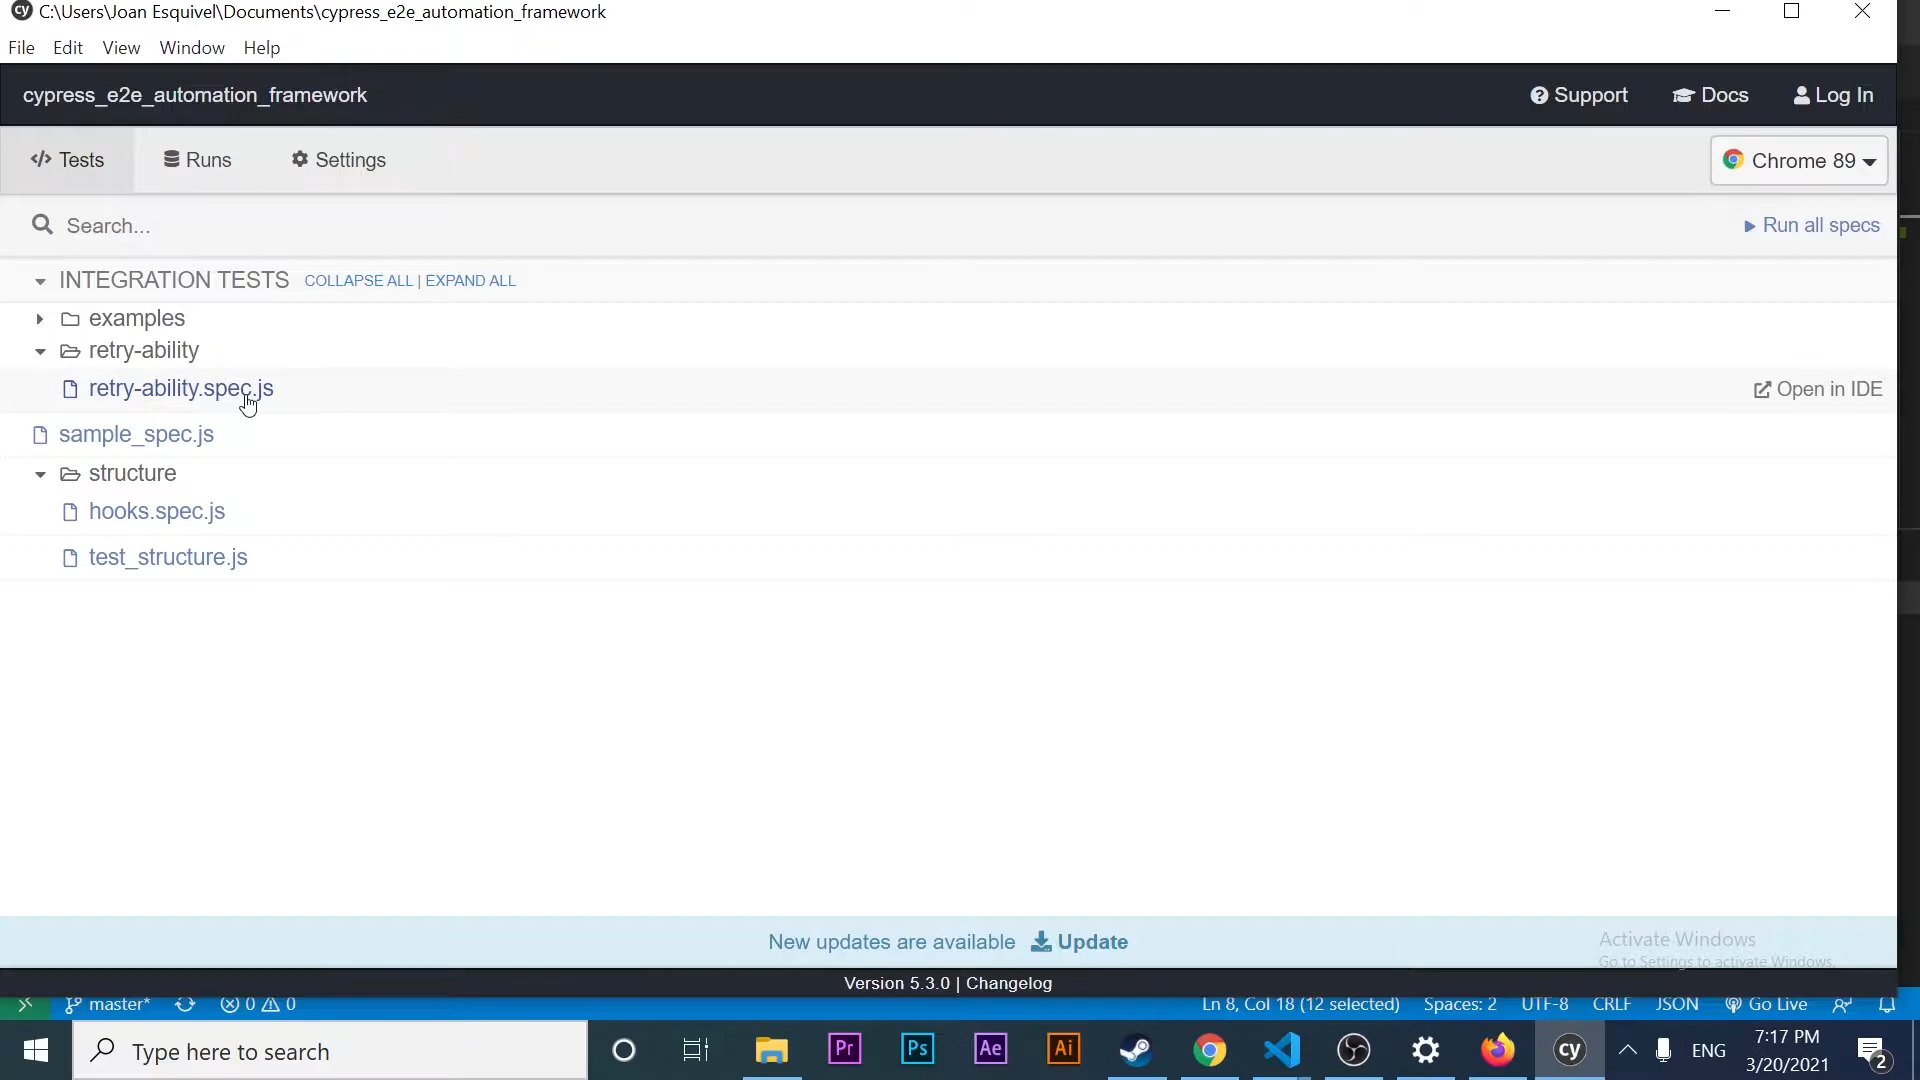 cy C:\Users\Joan Esquivel\Documents\cypress_e2e_automation_framework
File Edit View Window Help
cypress_e2e_automation_framework Support Docs Log In
</> Tests Runs Settings Chrome 89
Search... Run all specs
INTEGRATION TESTS COLLAPSE ALL | EXPAND ALL
examples
retry-ability
retry-ability.spec.js Open in IDE
sample_spec.js
structure
hooks.spec.js
test_structure.js
New updates are available Update
Activate Windows
Go to Settings to activate Windows.
Version 5.3.0 | Changelog
master* 0 0 Ln 8, Col 18 (12 selected) Spaces: 2 UTF-8 CRLF JSON Go Live
Type here to search Pr Ps Ae Ai cy ENG 7:17 PM
3/20/2021 2